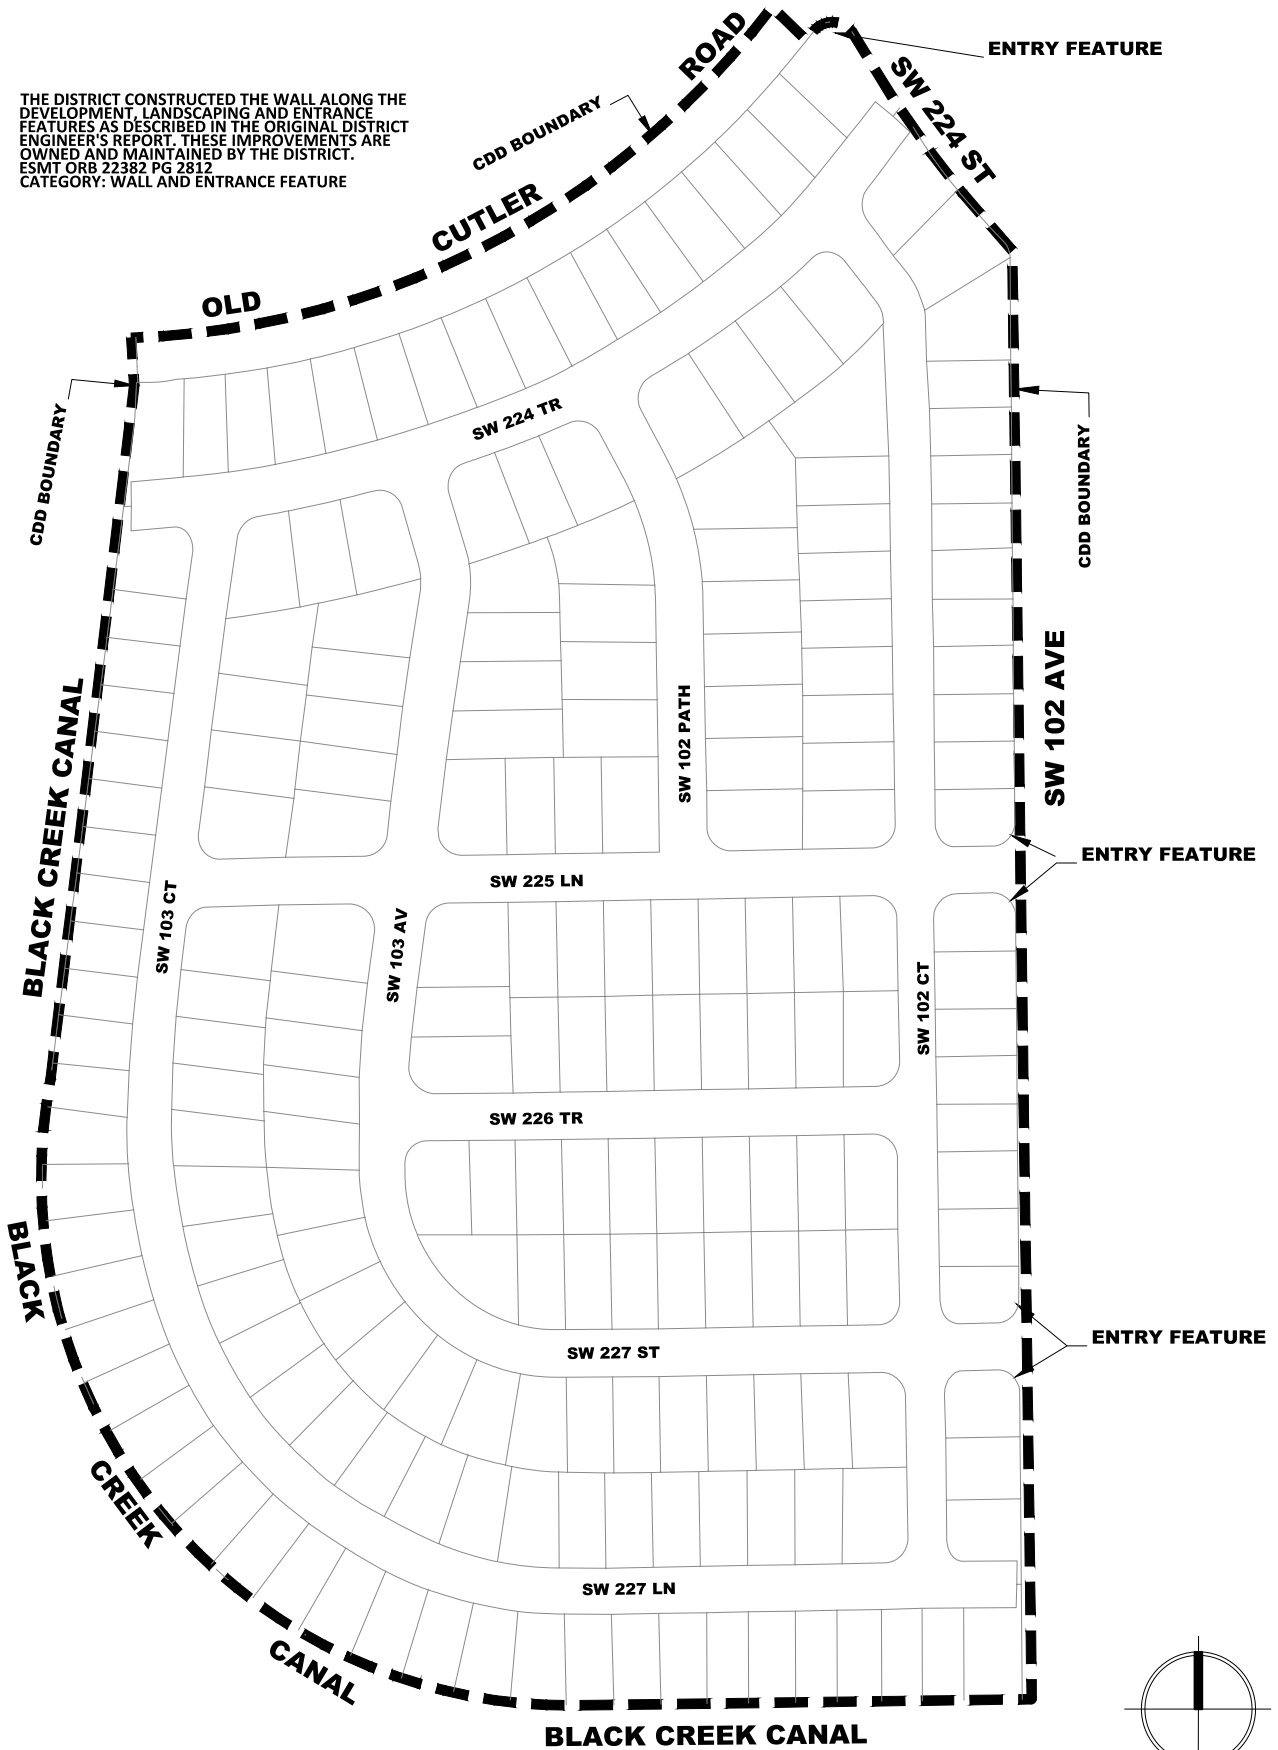 ROAD
ENTRY FEATURE
SW 224 ST
THE DISTRICT CONSTRUCTED THE WALL ALONG THE
DEVELOPMENT, LANDSCAPING AND ENTRANCE
FEATURES AS DESCRIBED IN THE ORIGINAL DISTRICT
ENGINEER'S REPORT. THESE IMPROVEMENTS ARE
OWNED AND MAINTAINED BY THE DISTRICT.
ESMT ORB 22382 PG 2812
CATEGORY: WALL AND ENTRANCE FEATURE
CDD BOUNDARY
CUTLER
OLD
CDD BOUNDARY
SW 224 TR
CDD BOUNDARY
BLACK CREEK CANAL
SW 102 PATH
SW 102 AVE
ENTRY FEATURE
SW 225 LN
SW 103 CT
SW 103 AV
SW 102 CT
SW 226 TR
BLACK
ENTRY FEATURE
SW 227 ST
CREEK
SW 227 LN
CANAL
BLACK CREEK CANAL